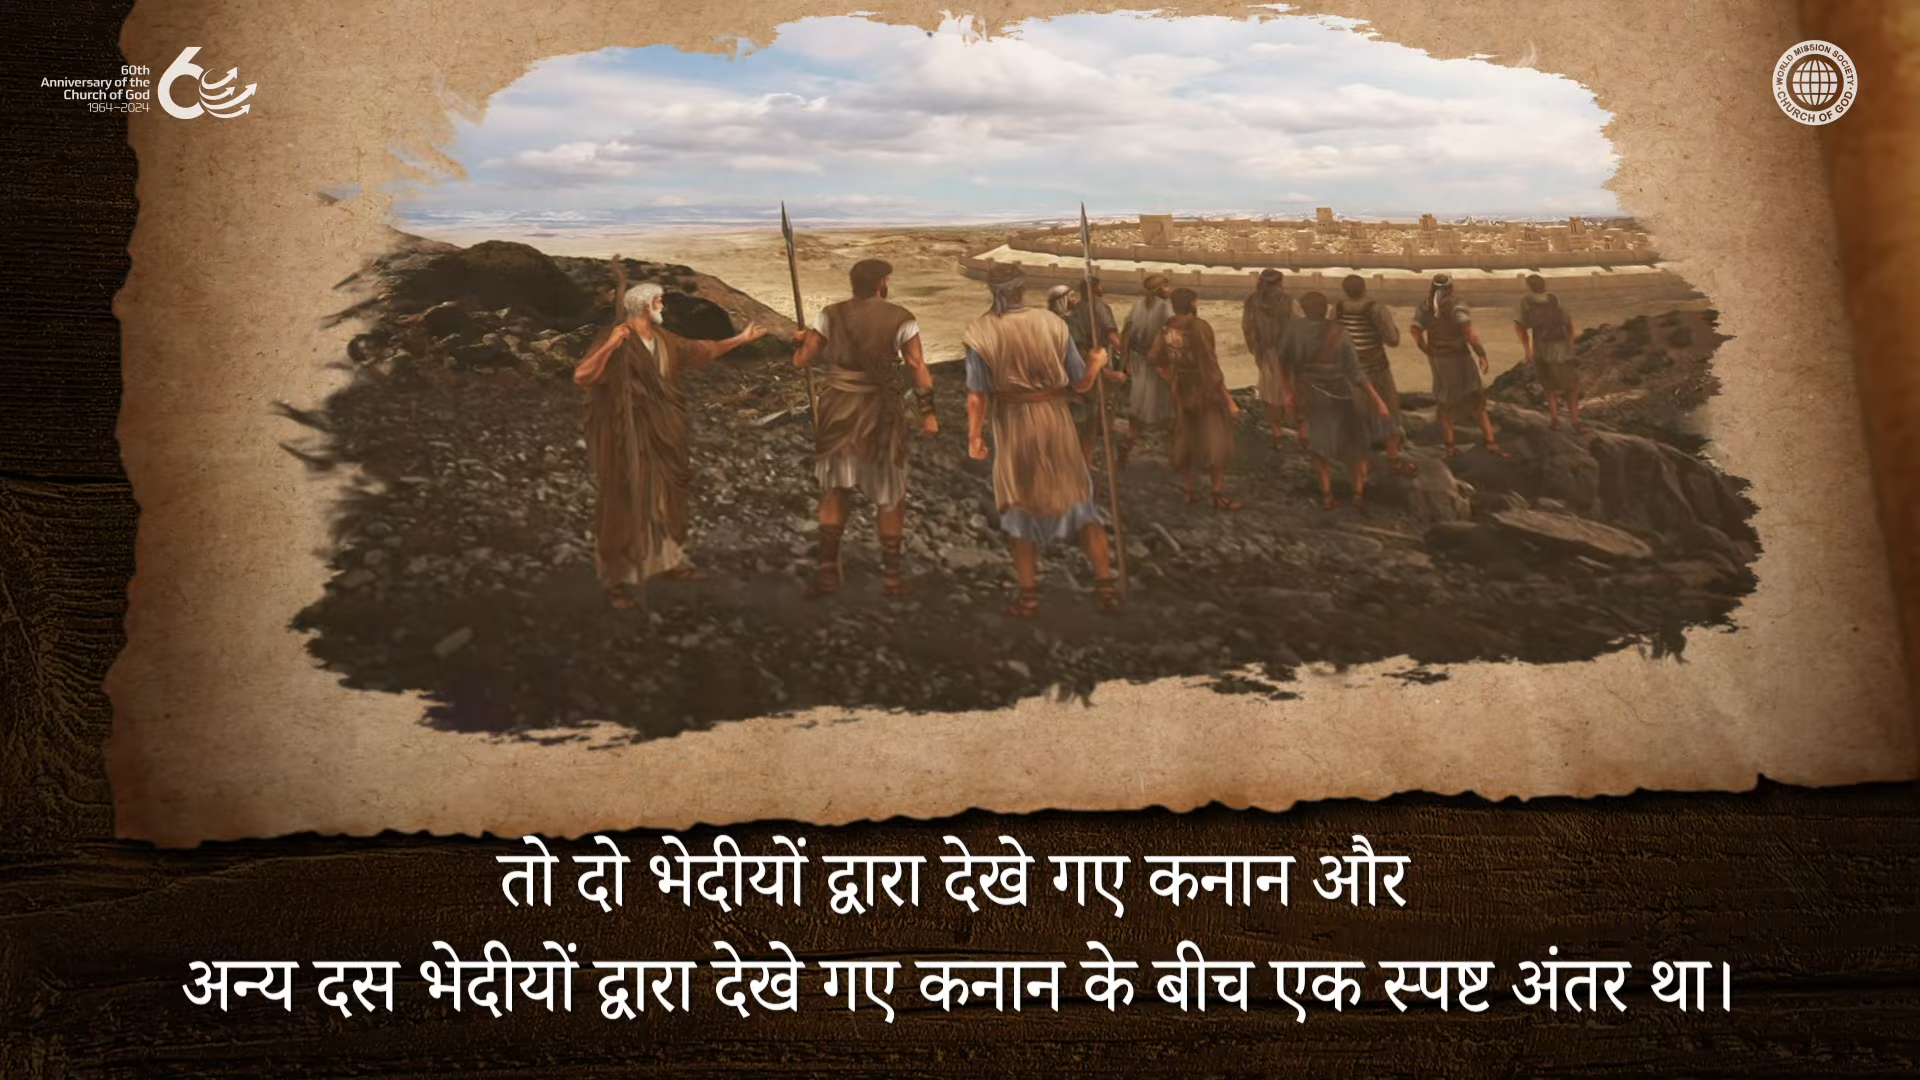 60th
Anniversary of the
Church of God
1964–2024
WORLD MISSION SOCIETY
CHURCH OF GOD
तो दो भेदीयों द्वारा देखे गए कनान और
अन्य दस भेदीयों द्वारा देखे गए कनान के बीच एक स्पष्ट अंतर था।